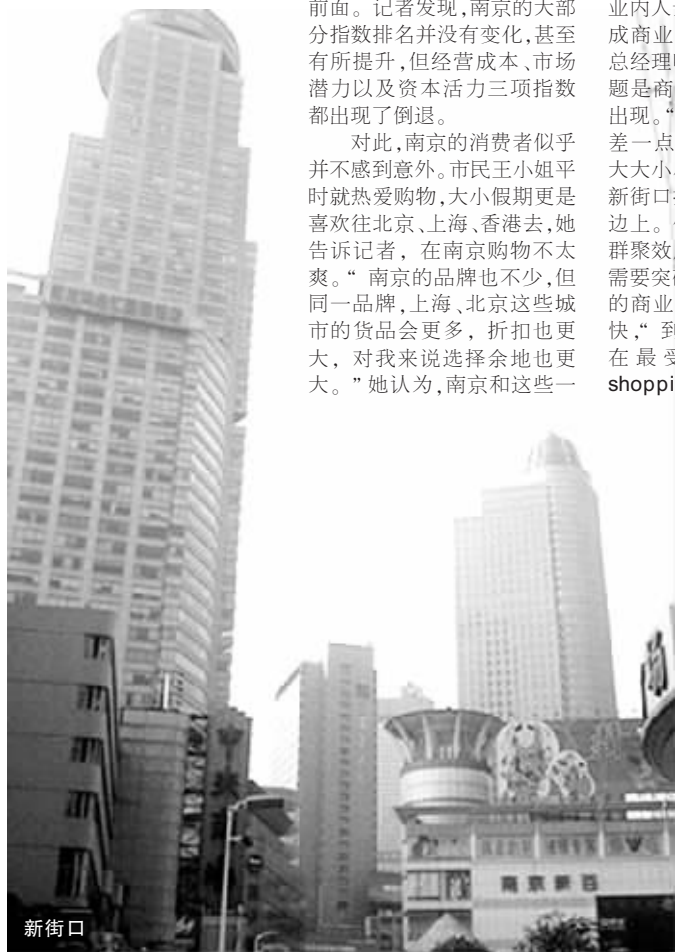 前面。记者发现,南京的大部
分指数排名并没有变化,甚至
有所提升,但经营成本、市场
潜力以及资本活力三项指数
都出现了倒退。
对此,南京的消费者似乎
并不感到意外。市民王小姐平
时就热爱购物,大小假期更是
喜欢往北京、上海、香港去,她
告诉记者，在南京购物不太
爽。“南京的品牌也不少,但
同一品牌,上海、北京这些城
市的货品会更多，折扣也更
大，对我来说选择余地也更
大。”她认为,南京和这些一
业内人
成商业
总经理
题是商
出现。“
差一点
大大小
新街口
边上。
群聚效
需要突
的商业
快,“到
在最受
shoppi
南京新百
新街口